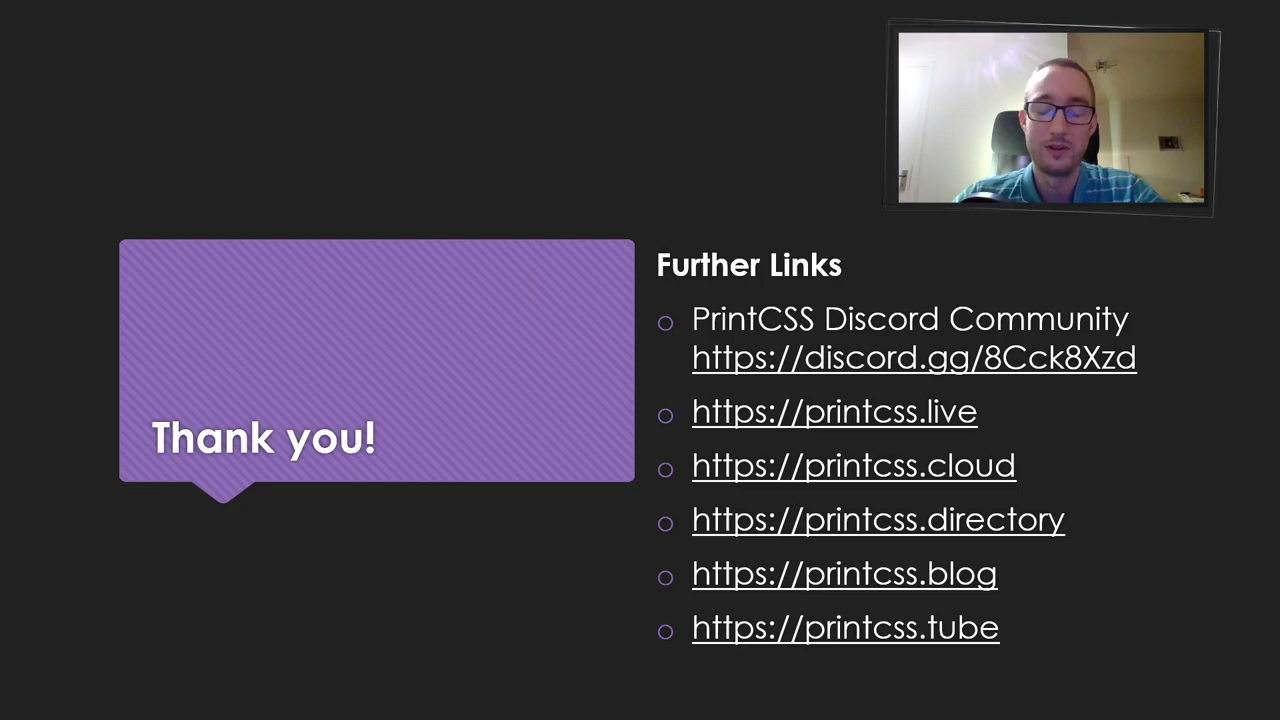 Thank you!
Further Links
PrintCSS Discord Community
https://discord.gg/8Cck8Xzd
https://printcss.live
https://printcss.cloud
https://printcss.directory
https://printcss.blog
https://printcss.tube